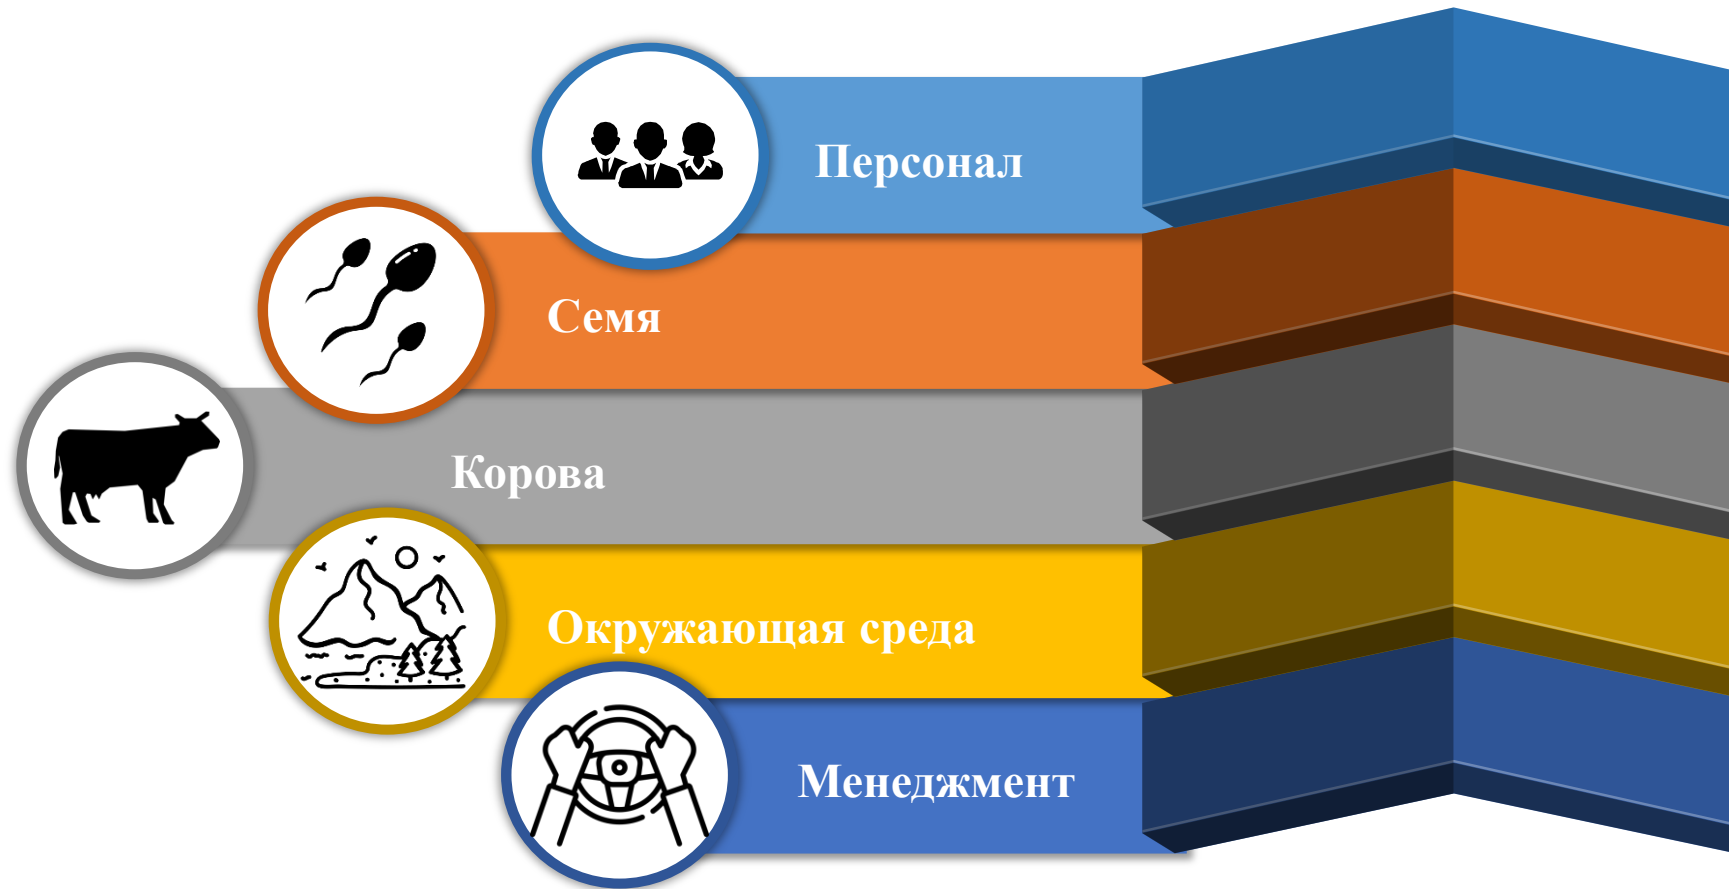 Персонал
Семя
Корова
Окружающая среда
Менеджмент